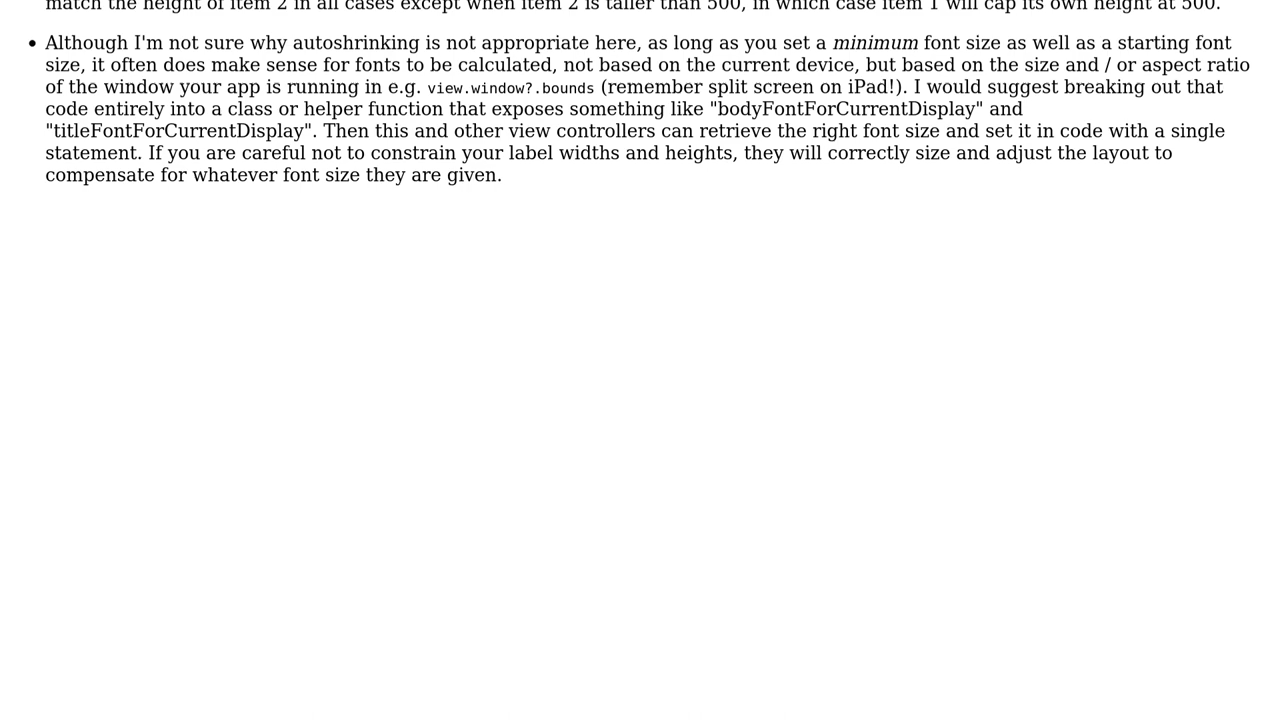 match the height of item 2 in all cases except when item 2 is taller than 500, in which case item 1 will cap its own height at 500.
• Although I'm not sure why autoshrinking is not appropriate here, as long as you set a minimum font size as well as a starting font
size, it often does make sense for fonts to be calculated, not based on the current device, but based on the size and / or aspect ratio
of the window your app is running in e.g. view.window?.bounds (remember split screen on iPad!). I would suggest breaking out that
code entirely into a class or helper function that exposes something like "bodyFontForCurrentDisplay" and
"titleFontForCurrentDisplay". Then this and other view controllers can retrieve the right font size and set it in code with a single
statement. If you are careful not to constrain your label widths and heights, they will correctly size and adjust the layout to
compensate for whatever font size they are given.